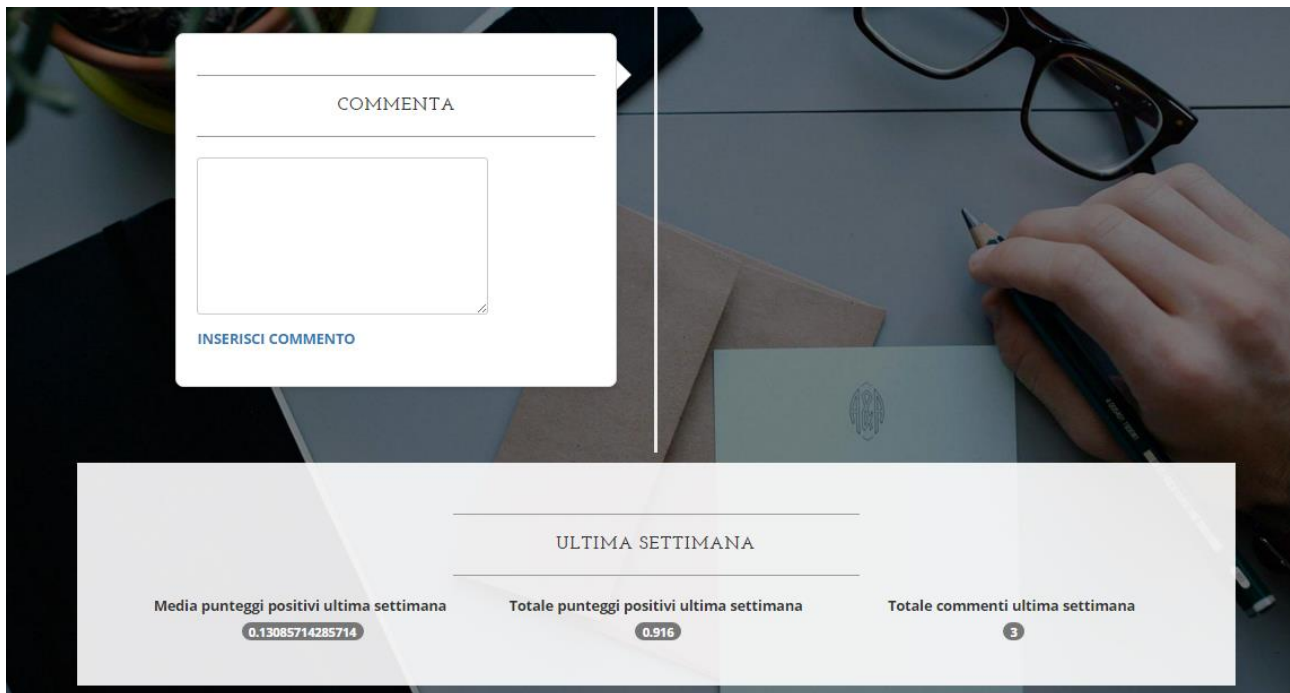 COMMENTA
INSERISCI COMMENTO
ULTIMA SETTIMANA
Media punteggi positivi ultima settimana
0.13085714285714
Totale punteggi positivi ultima settimana
0.916
Totale commenti ultima settimana
3